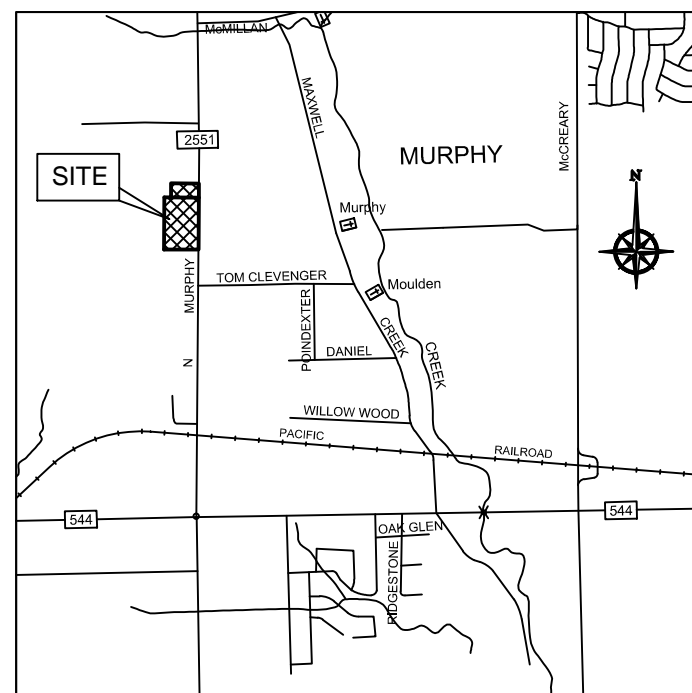 McMILLAN
MAXWELL
McCREARY
2551
MURPHY
SITE
N
Murphy
MURPHY
N
TOM CLEVENGER
Moulden
POINDEXTER
CREEK
CREEK
DANIEL
WILLOW WOOD
PACIFIC
RAILROAD
544
544
OAK GLEN
RIDGESTONE